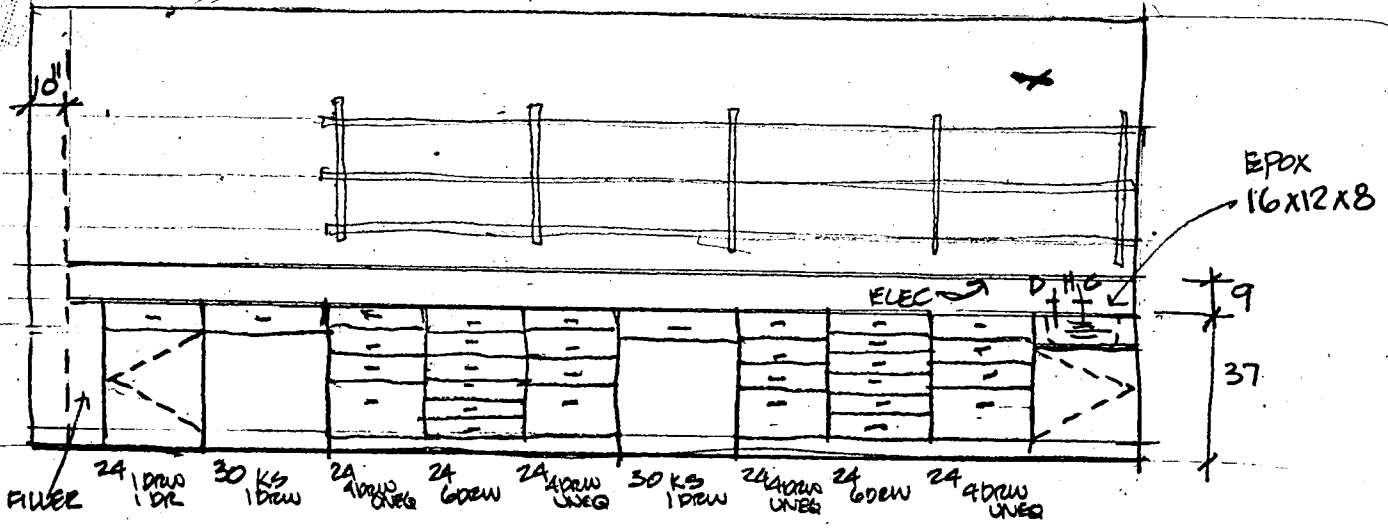 10"
EPOX
16X12X8
ELEC
D H C
9
37
FILLER
24 1DRW
1DR
30 KS
1DRW
24 4DRW
UNEQ
24
6DRW
24 4DRW
UNEQ
30 KS
1DRW
24 4DRW
UNEQ
24
6DRW
24 4DRW
UNEQ